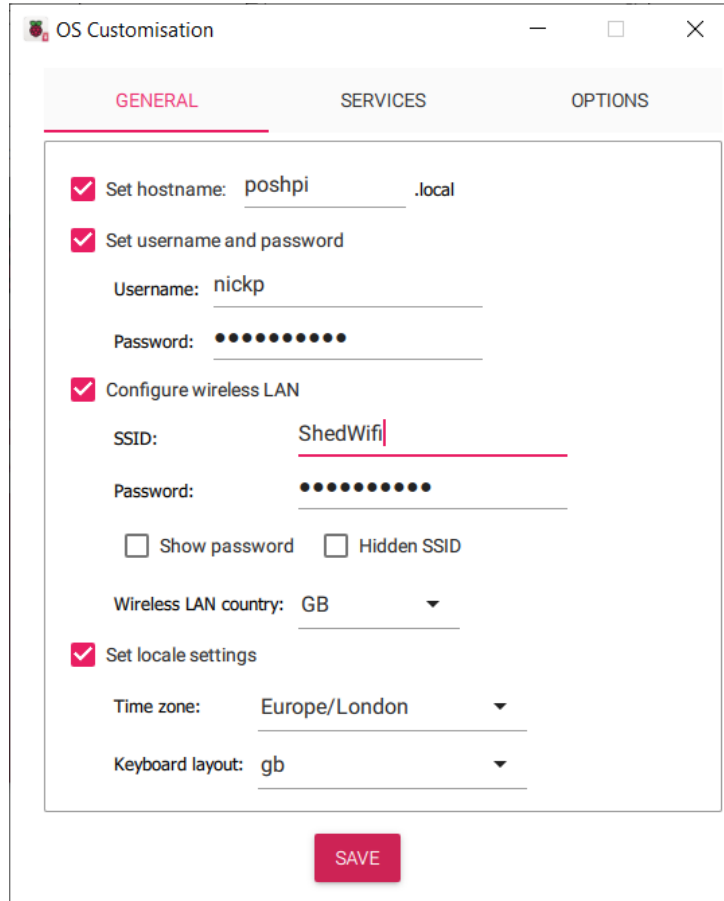 OS Customisation
GENERAL SERVICES OPTIONS
Set hostname: poshpi .local
Set username and password
Username: nickp
Password: ••••••••••
Configure wireless LAN
SSID: ShedWifi
Password: ••••••••••
Show password Hidden SSID
Wireless LAN country: GB
Set locale settings
Time zone: Europe/London
Keyboard layout: gb
SAVE